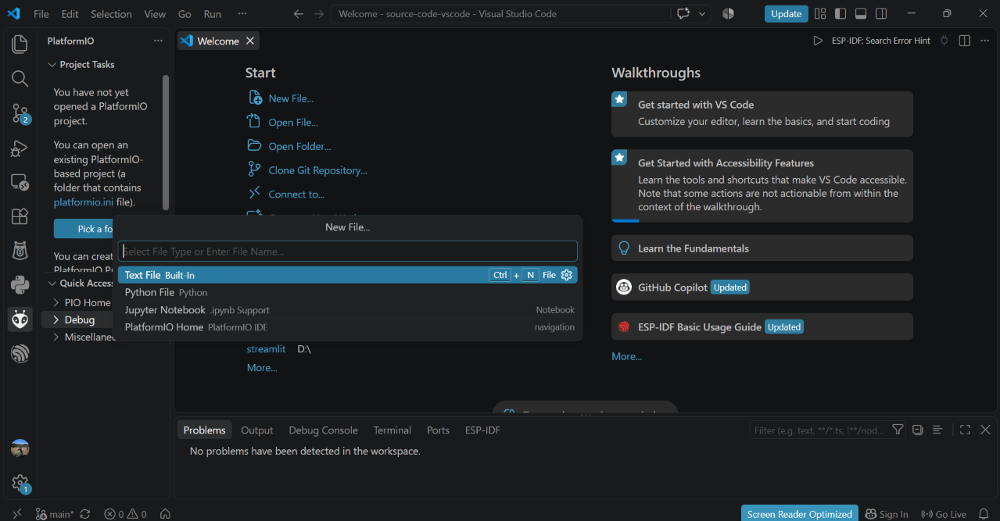 File Edit Selection View Go Run ···
Welcome - source-code-vscode - Visual Studio Code
Update
PlatformIO
Project Tasks
You have not yet
opened a PlatformIO
project.
You can open an
existing PlatformIO-
based project (a
folder that contains
platformio.ini file).
Pick a fo
You can creat
PlatformIO Pr
Quick Access
PIO Home
Debug
Miscellanec
2
1
Welcome
ESP-IDF: Search Error Hint
Start
New File...
Open File...
Open Folder...
Clone Git Repository...
Connect to...
New File...
Select File Type or Enter File Name...
Text File Built-In Ctrl + N File
Python File Python
Jupyter Notebook .ipynb Support Notebook
PlatformIO Home PlatformIO IDE navigation
streamlit D:\
More...
Walkthroughs
Get started with VS Code
Customize your editor, learn the basics, and start coding
Get Started with Accessibility Features
Learn the tools and shortcuts that make VS Code accessible.
Note that some actions are not actionable from within the
context of the walkthrough.
Learn the Fundamentals
GitHub Copilot Updated
ESP-IDF Basic Usage Guide Updated
More...
Problems Output Debug Console Terminal Ports ESP-IDF
Filter (e.g. text, **/*.ts, !**/nod...
No problems have been detected in the workspace.
main* 0 0
Screen Reader Optimized Sign In Go Live